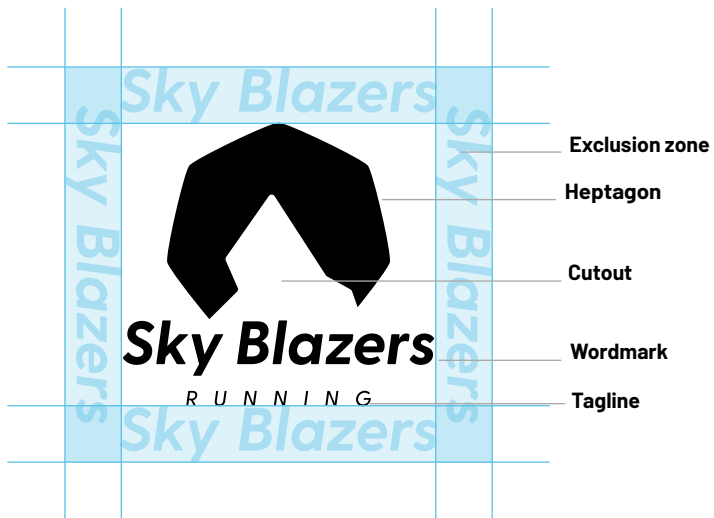 Sky Blazers
Sky Blazers
Sky Blazers
Exclusion zone
Heptagon
Cutout
Sky Blazers
Wordmark
RUNNING
Tagline
Sky Blazers